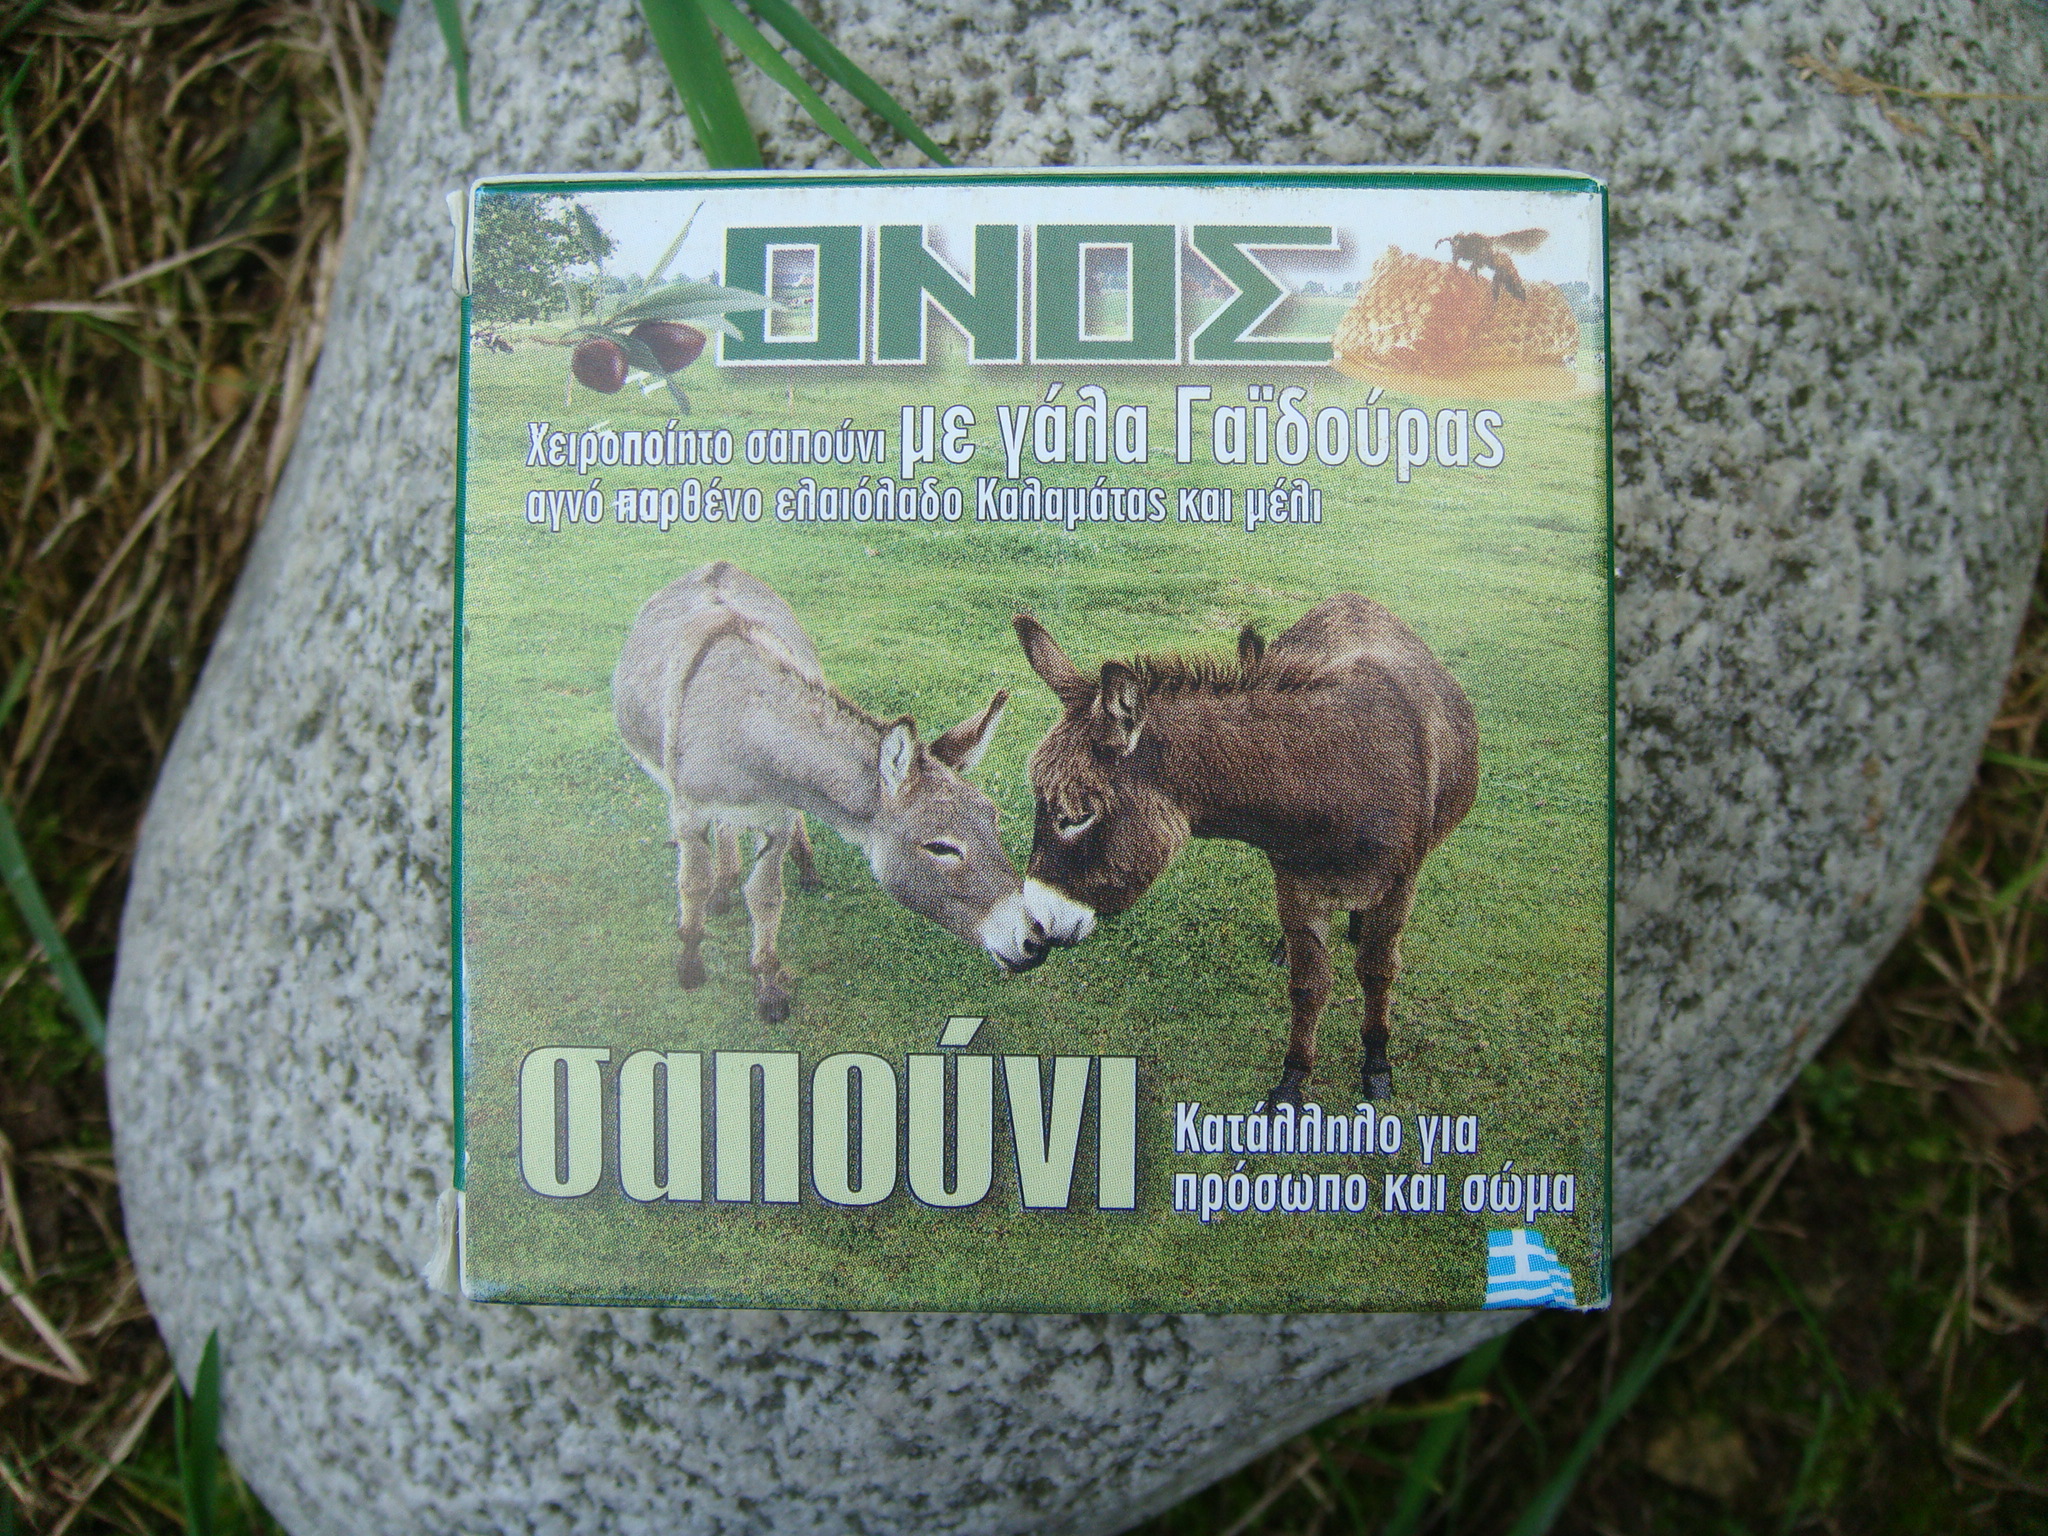 ΟΝΟΣ
Χειροποίητο σαπούνι με γάλα Γαϊδούρας
αγνό παρθένο ελαιόλαδο Καλαμάτας και μέλι
σαπούνι
Κατάλληλο για
πρόσωπο και σώμα